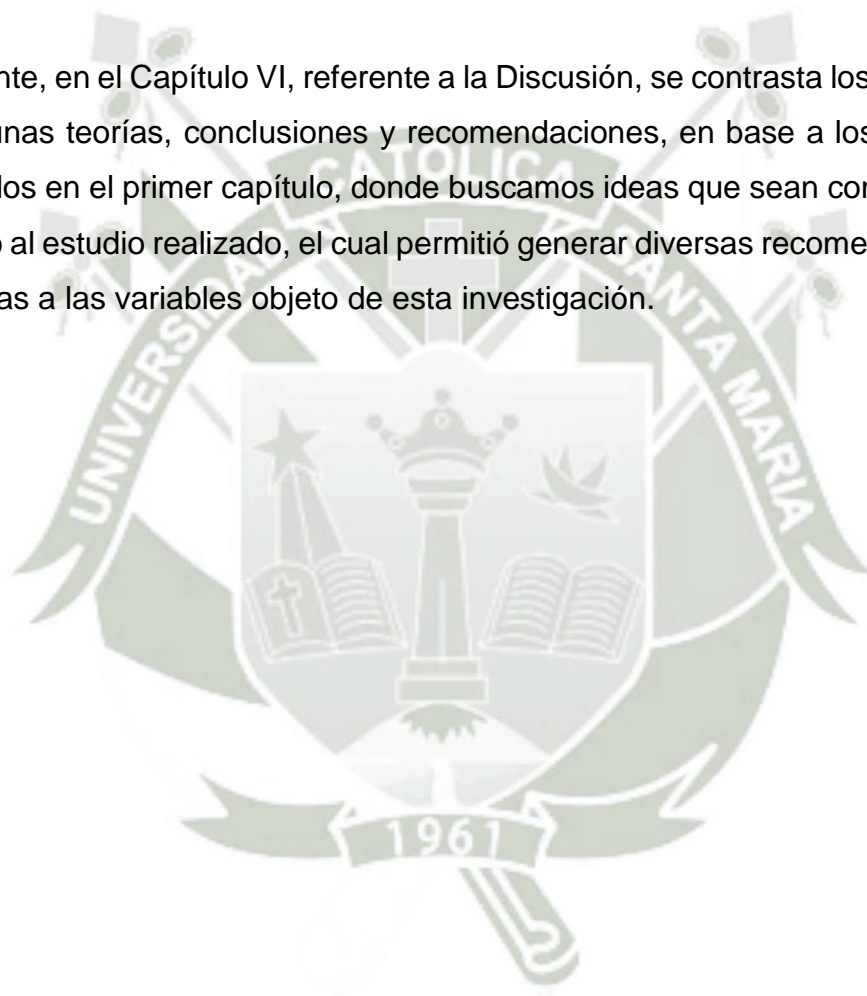 nte, en el Capítulo VI, referente a la Discusión, se contrasta los
unas teorías, conclusiones y recomendaciones, en base a los
los en el primer capítulo, donde buscamos ideas que sean con
o al estudio realizado, el cual permitió generar diversas recome
as a las variables objeto de esta investigación.
UNIVERSIDAD CATOLICA SANTA MARIA
1961